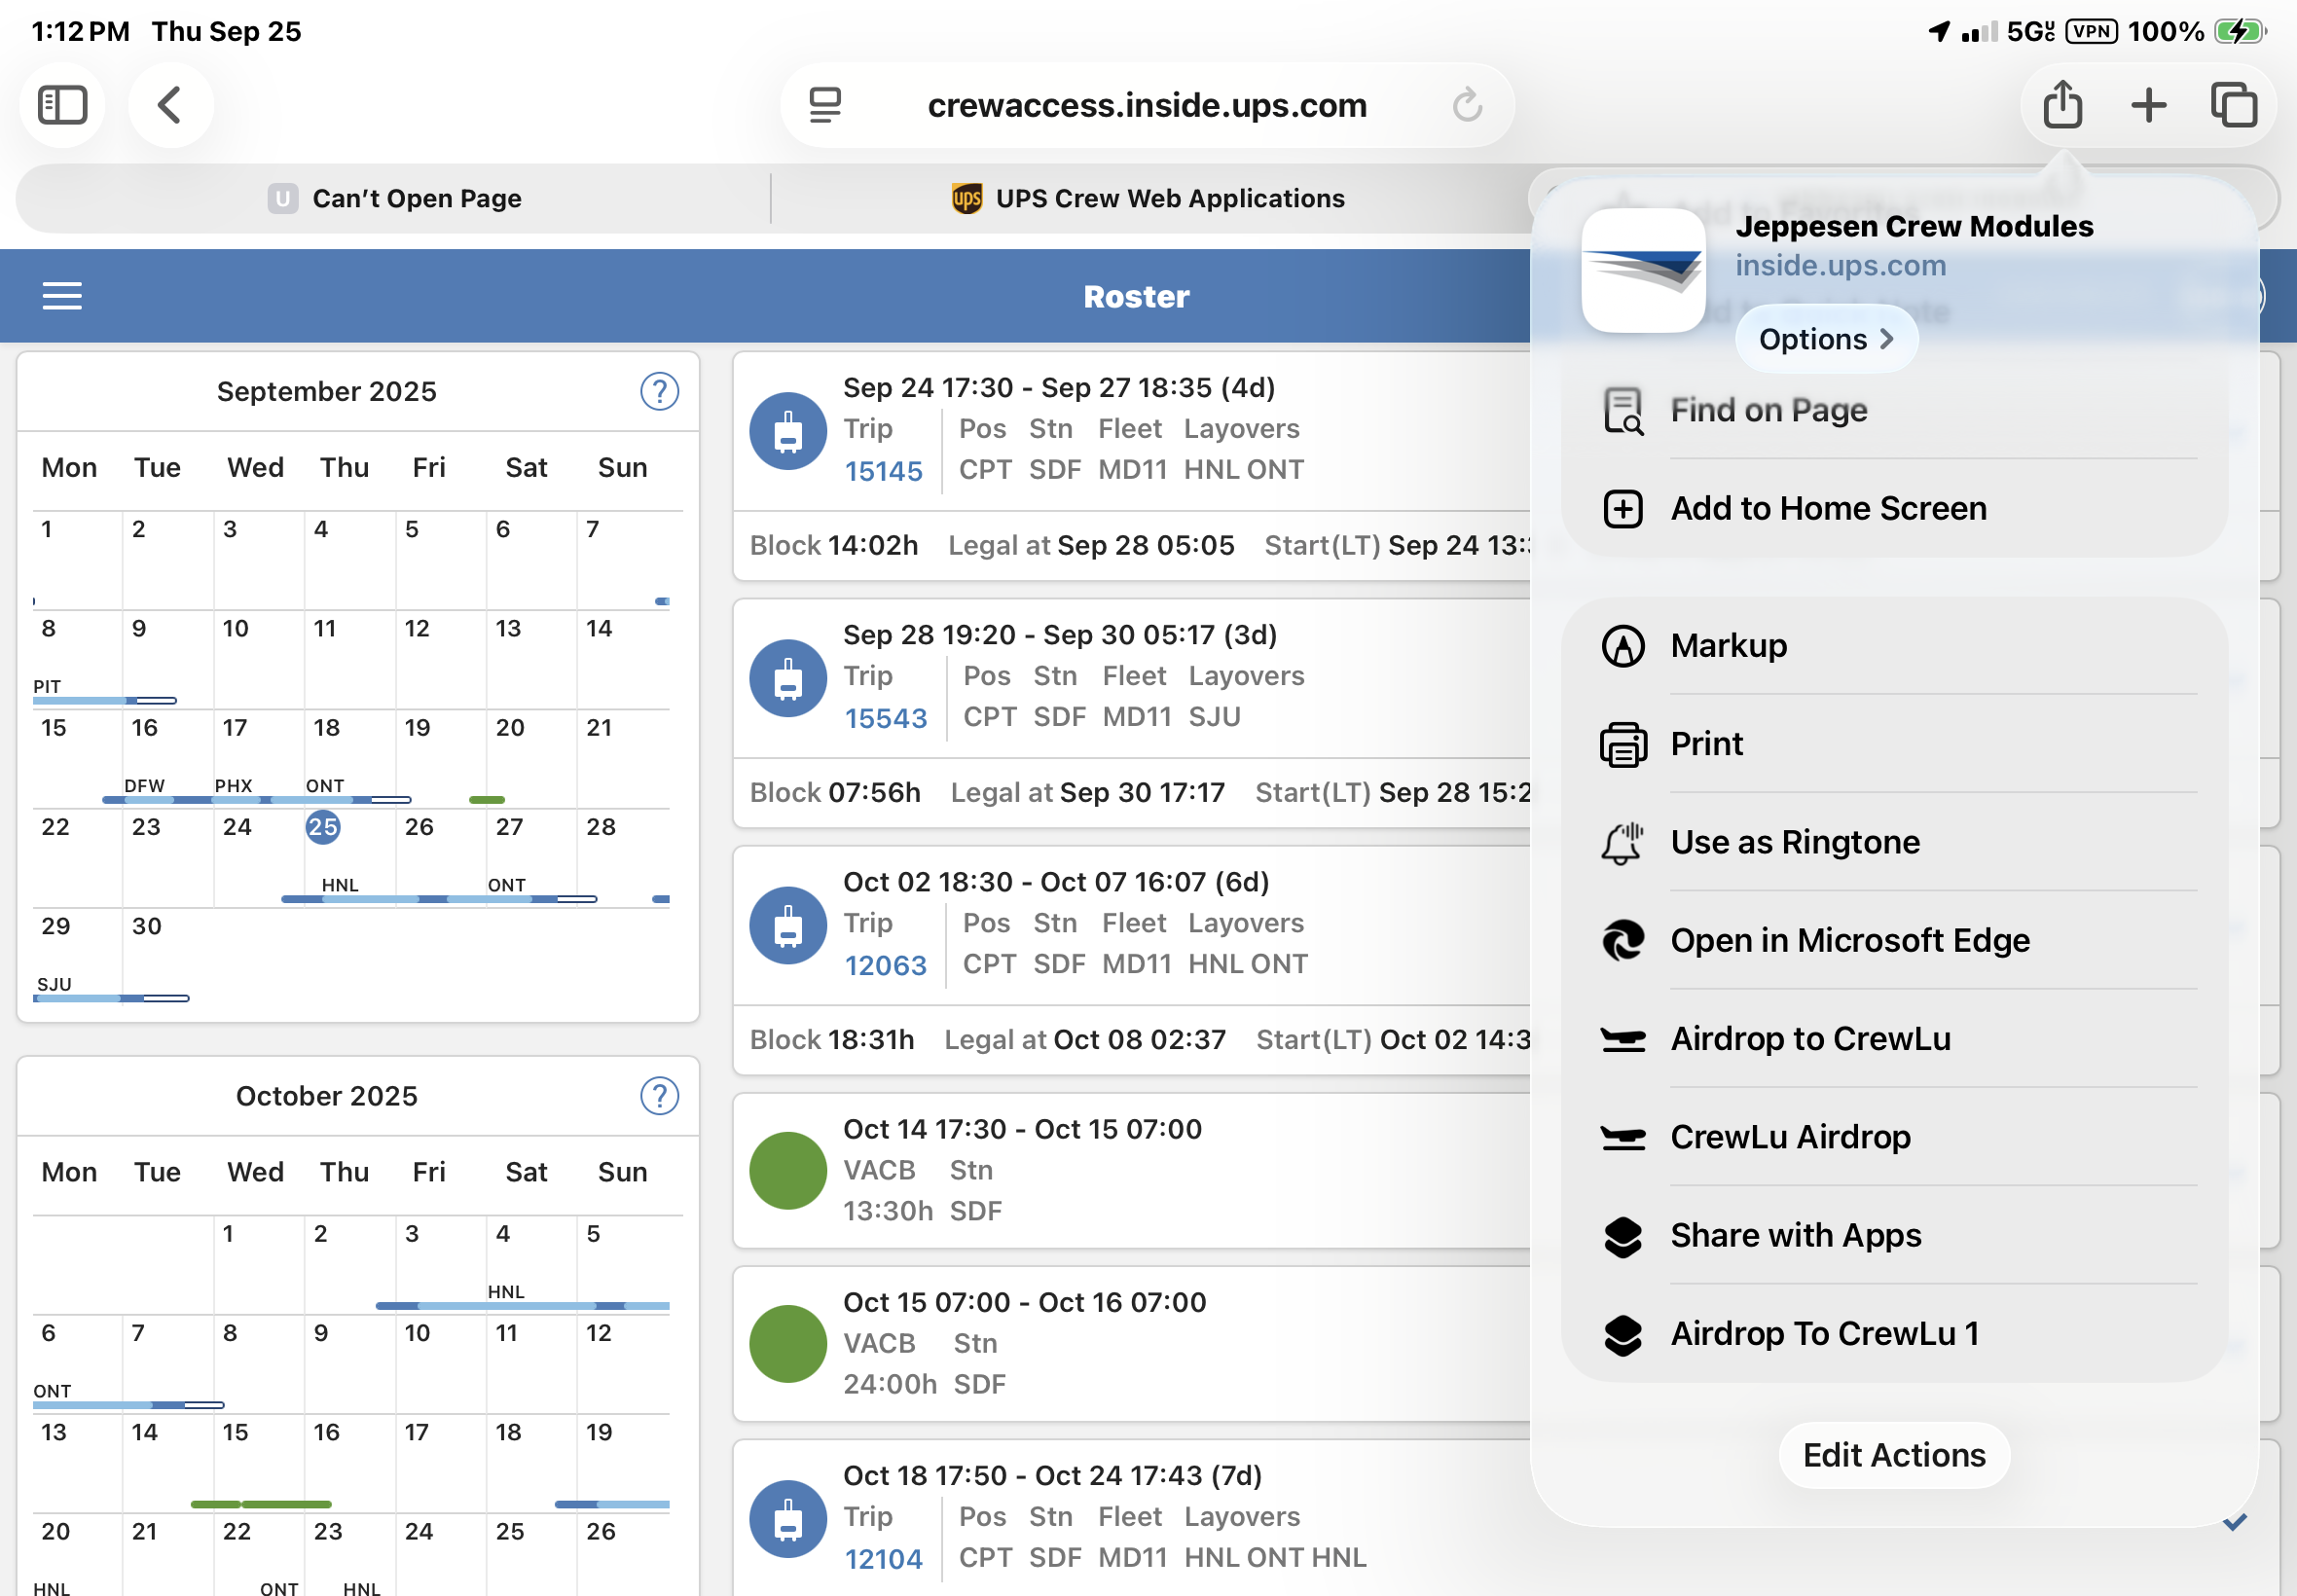 1:12 PM Thu Sep 25
5G VPN 100%
crewaccess.inside.ups.com
U Can't Open Page
ups UPS Crew Web Applications
Roster
September 2025 ?
Mon Tue Wed Thu Fri Sat Sun
1 2 3 4 5 6 7
8 9 10 11 12 13 14
PIT
15 16 17 18 19 20 21
DFW PHX ONT
22 23 24 25 26 27 28
HNL ONT
29 30
SJU
October 2025 ?
Mon Tue Wed Thu Fri Sat Sun
1 2 3 4 5
HNL
6 7 8 9 10 11 12
ONT
13 14 15 16 17 18 19
20 21 22 23 24 25 26
HNL ONT HNL
Sep 24 17:30 - Sep 27 18:35 (4d)
Trip Pos Stn Fleet Layovers
15145 CPT SDF MD11 HNL ONT
Block 14:02h Legal at Sep 28 05:05 Start(LT) Sep 24 13:
Sep 28 19:20 - Sep 30 05:17 (3d)
Trip Pos Stn Fleet Layovers
15543 CPT SDF MD11 SJU
Block 07:56h Legal at Sep 30 17:17 Start(LT) Sep 28 15:2
Oct 02 18:30 - Oct 07 16:07 (6d)
Trip Pos Stn Fleet Layovers
12063 CPT SDF MD11 HNL ONT
Block 18:31h Legal at Oct 08 02:37 Start(LT) Oct 02 14:3
Oct 14 17:30 - Oct 15 07:00
VACB Stn
13:30h SDF
Oct 15 07:00 - Oct 16 07:00
VACB Stn
24:00h SDF
Oct 18 17:50 - Oct 24 17:43 (7d)
Trip Pos Stn Fleet Layovers
12104 CPT SDF MD11 HNL ONT HNL
Jeppesen Crew Modules
inside.ups.com
Options
Find on Page
Add to Home Screen
Markup
Print
Use as Ringtone
Open in Microsoft Edge
Airdrop to CrewLu
CrewLu Airdrop
Share with Apps
Airdrop To CrewLu 1
Edit Actions